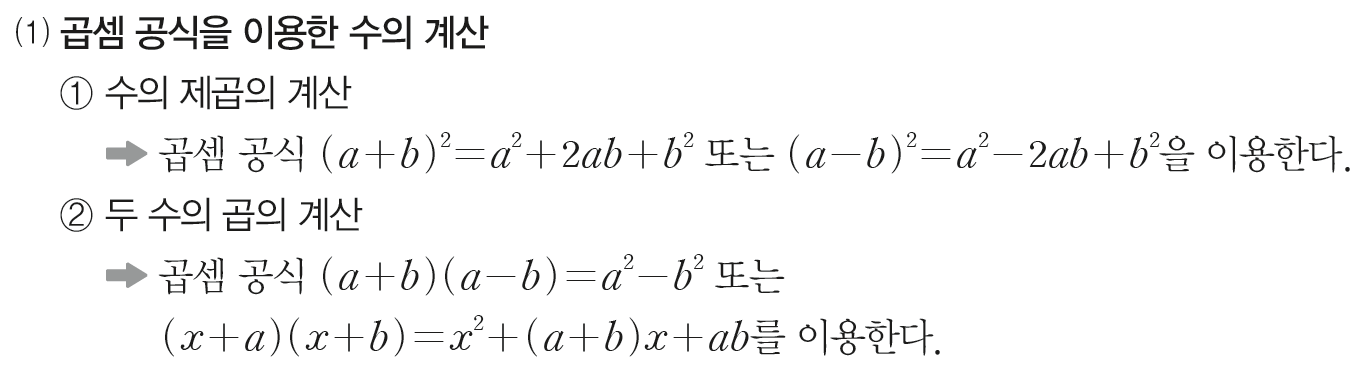 (1) 곱셈 공식을 이용한 수의 계산
① 수의 제곱의 계산
➡ 곱셈 공식 (a+b)²=a²+2ab+b² 또는 (a-b)²=a²-2ab+b²을 이용한다.
② 두 수의 곱의 계산
➡ 곱셈 공식 (a+b)(a-b)=a²-b² 또는
(x+a)(x+b)=x²+(a+b)x+ab를 이용한다.